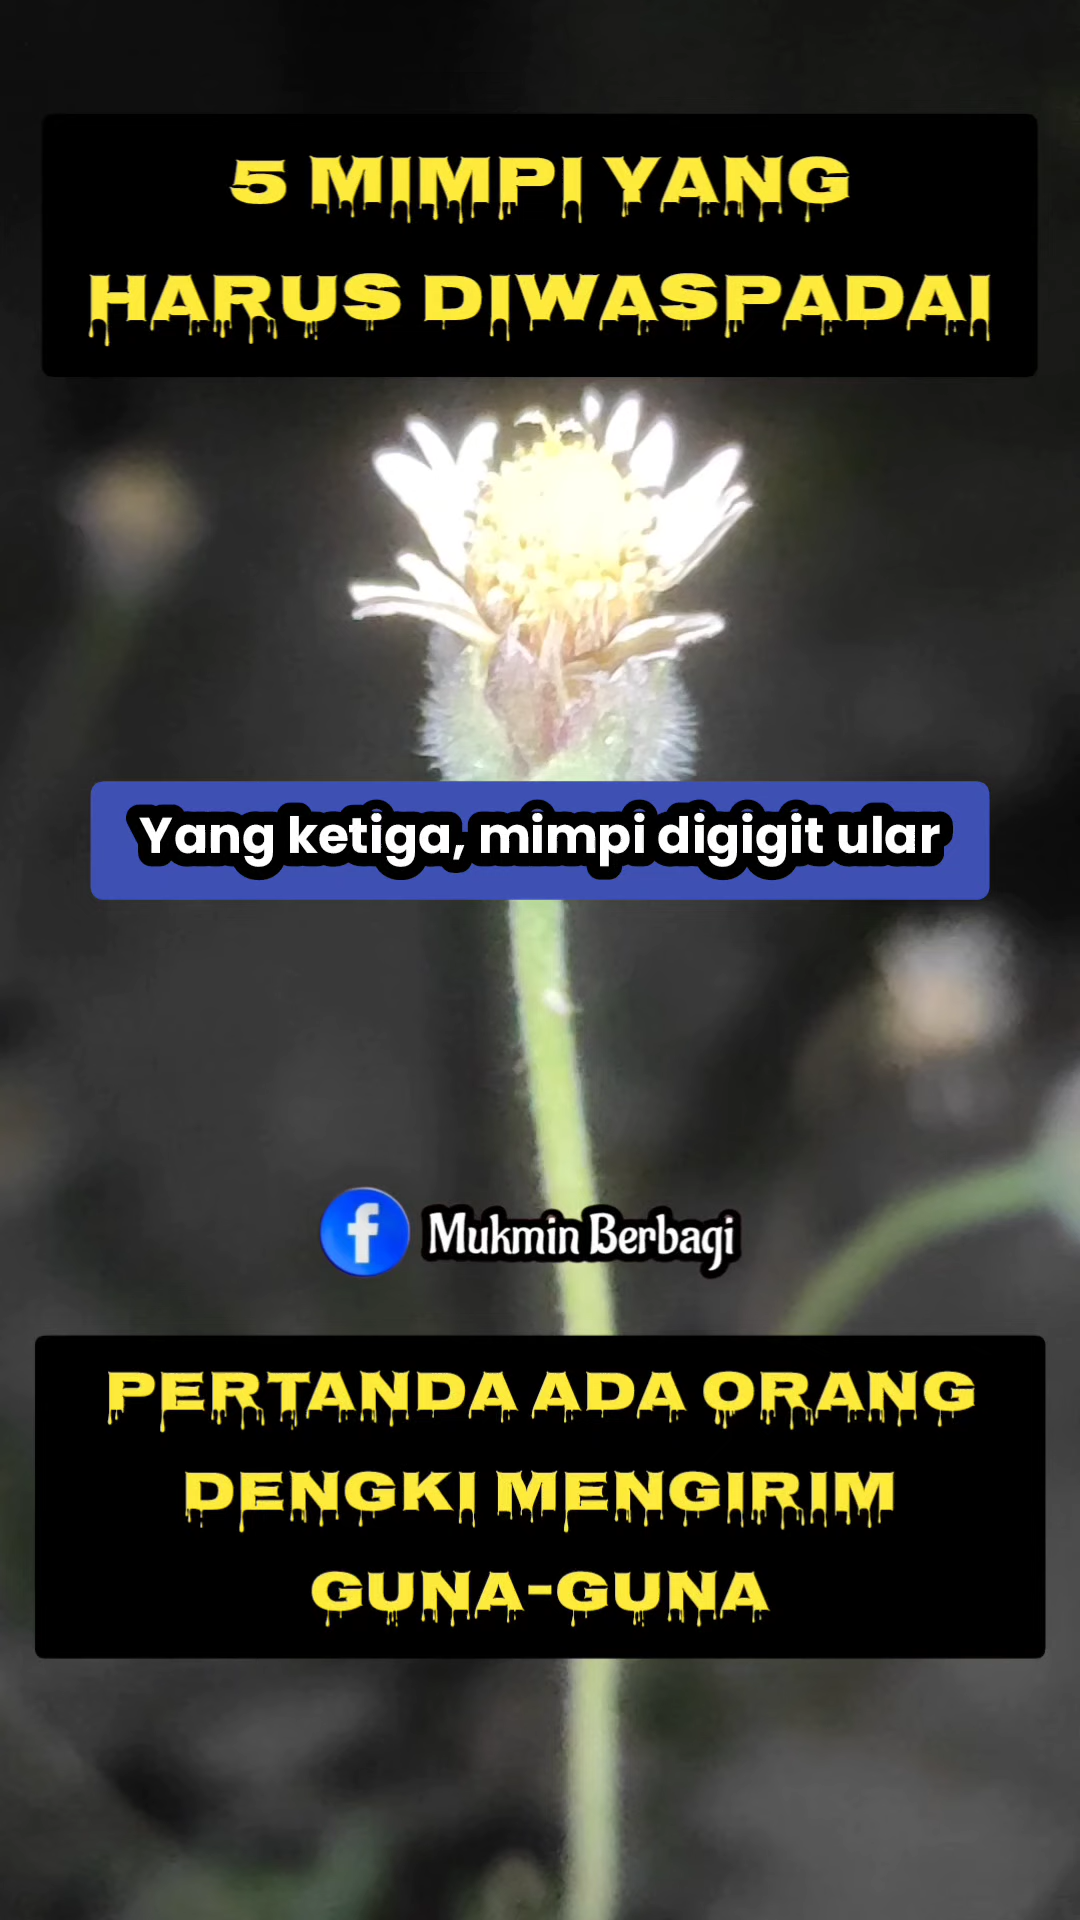 5 MIMPI YANG
HARUS DIWASPADAI
Yang ketiga, mimpi digigit ular
f Mukmin Berbagi
PERTANDA ADA ORANG
DENGKI MENGIRIM
GUNA-GUNA